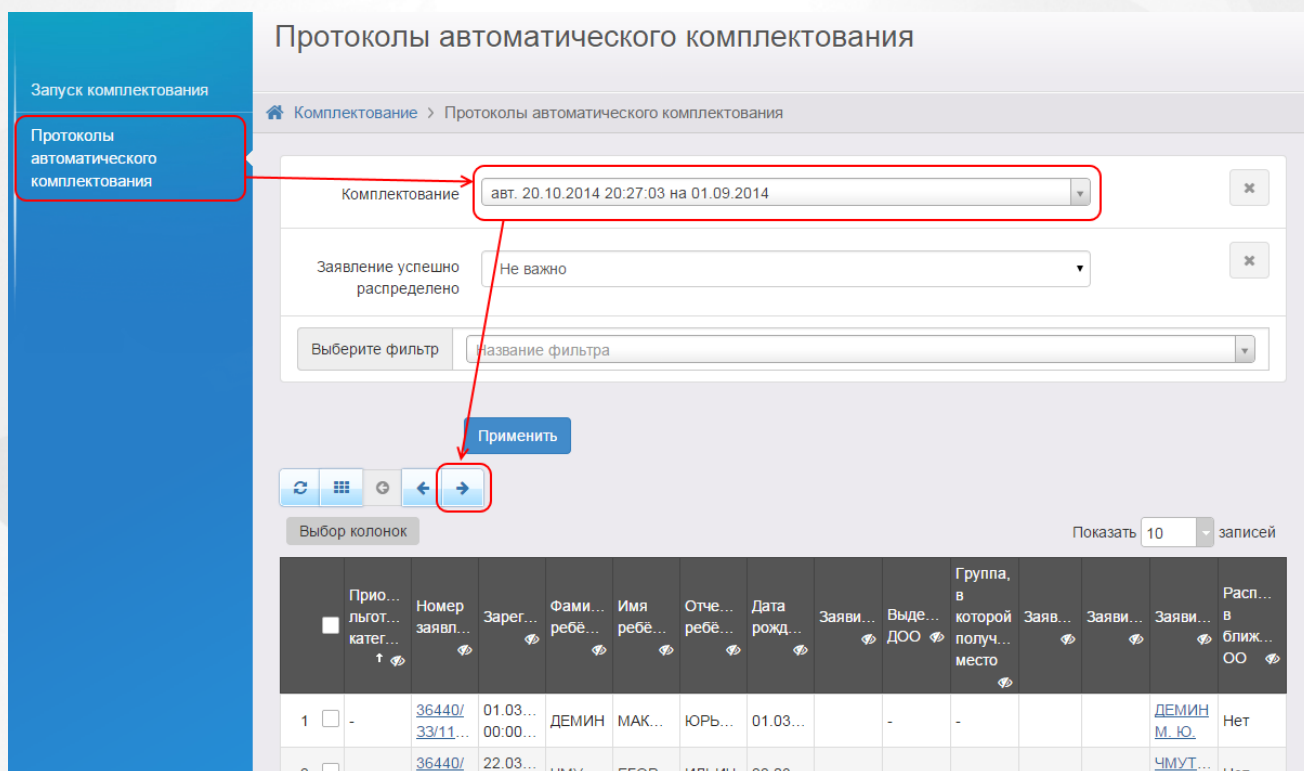 Протоколы автоматического комплектования
Запуск комплектования
Протоколы
автоматического
комплектования
Комплектование > Протоколы автоматического комплектования
Комплектование
авт. 20.10.2014 20:27:03 на 01.09.2014
Заявление успешно
распределено
Не важно
Выберите фильтр
Название фильтра
Применить
Выбор колонок
Показать 10 записей
Прио...
льгот...
катег...
Номер
заявл...
Зарег...
Фами...
ребё...
Имя
ребё...
Отче...
ребё...
Дата
рожд...
Заяви...
Выде...
ДОО
Группа,
в
которой
получ...
место
Заяв...
Заяви...
Заяви...
Расп...
в
ближ...
ОО
1 - 36440/ 01.03... ДЕМИН МАК... ЮРЬ... 01.03... - - ДЕМИН Нет
33/11... 00:00... М. Ю.
36440/ 22.03... ЧМУТ...